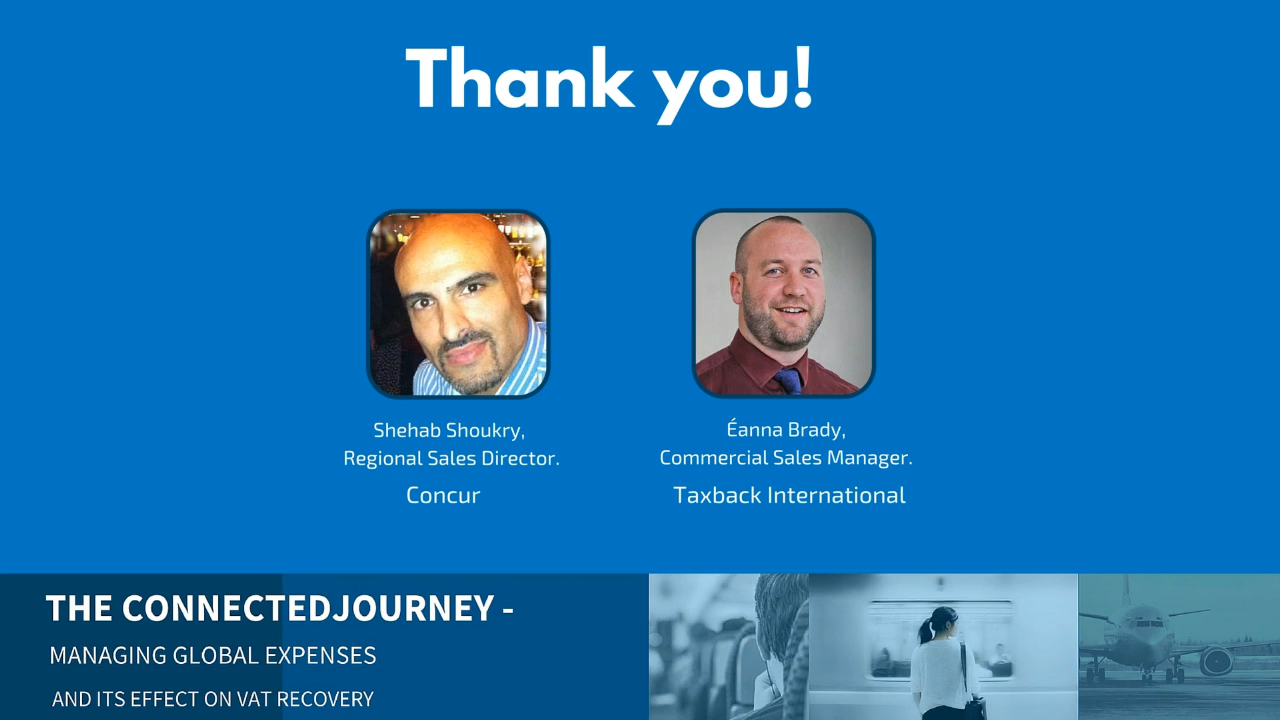 Thank you!
Shehab Shoukry,
Regional Sales Director.
Concur
Éanna Brady,
Commercial Sales Manager.
Taxback International
THE CONNECTEDJOURNEY -
MANAGING GLOBAL EXPENSES
AND ITS EFFECT ON VAT RECOVERY